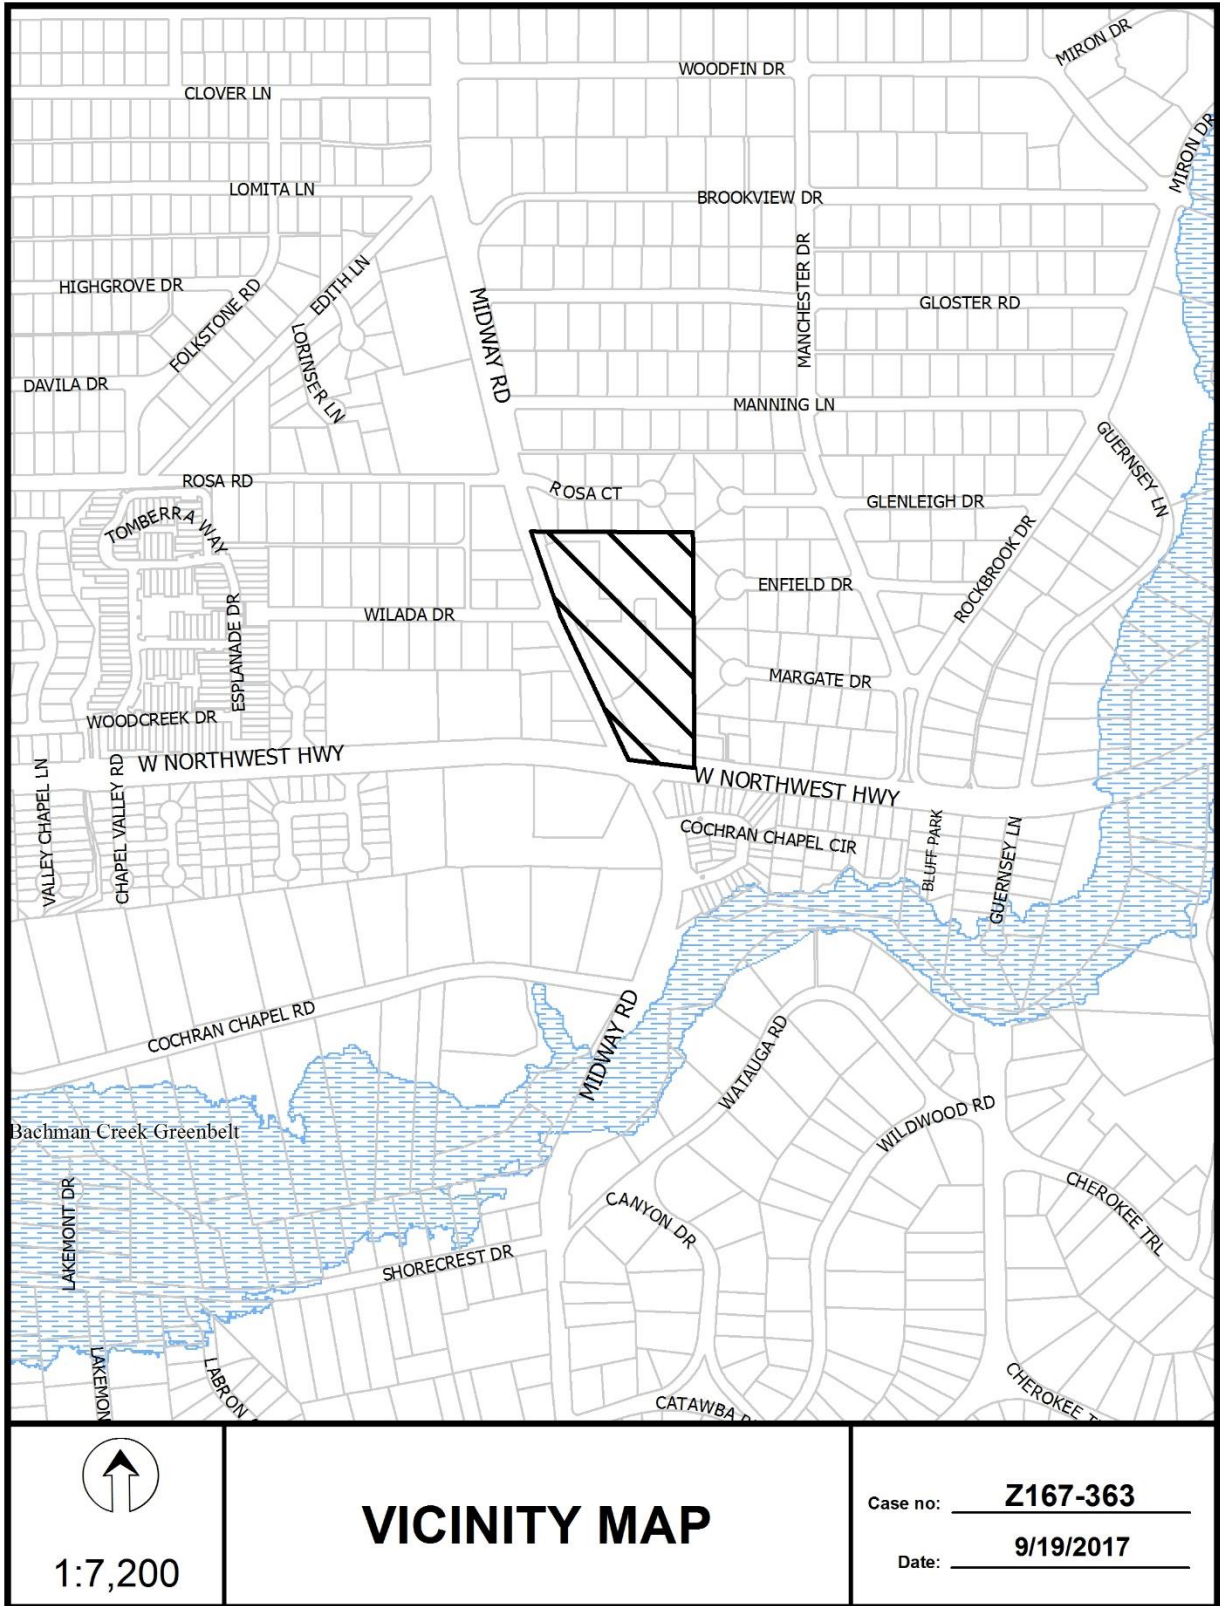 MIRON DR
WOODFIN DR
CLOVER LN
MIRON DR
LOMITA LN
BROOKVIEW DR
MANCHESTER DR
EDITH LN
HIGHGROVE DR
FOLKSTONE RD
MIDWAY RD
GLOSTER RD
LORINSER LN
DAVILA DR
MANNING LN
GUERNSEY LN
ROSA RD
ROSA CT
GLENLEIGH DR
TOMBERRA WAY
ROCKBROOK DR
ENFIELD DR
ESPLANADE DR
WILADA DR
MARGATE DR
WOODCREEK DR
W NORTHWEST HWY
W NORTHWEST HWY
VALLEY CHAPEL LN
CHAPEL VALLEY RD
COCHRAN CHAPEL CIR
BLUFF PARK
GUERNSEY LN
COCHRAN CHAPEL RD
MIDWAY RD
WATAUGA RD
WILDWOOD RD
Bachman Creek Greenbelt
LAKEMONT DR
CANYON DR
CHEROKEE TRL
SHORECREST DR
LAKEMON
LABRON
CATAWBA
CHEROKEE T
1:7,200
VICINITY MAP
Case no: Z167-363
Date: 9/19/2017